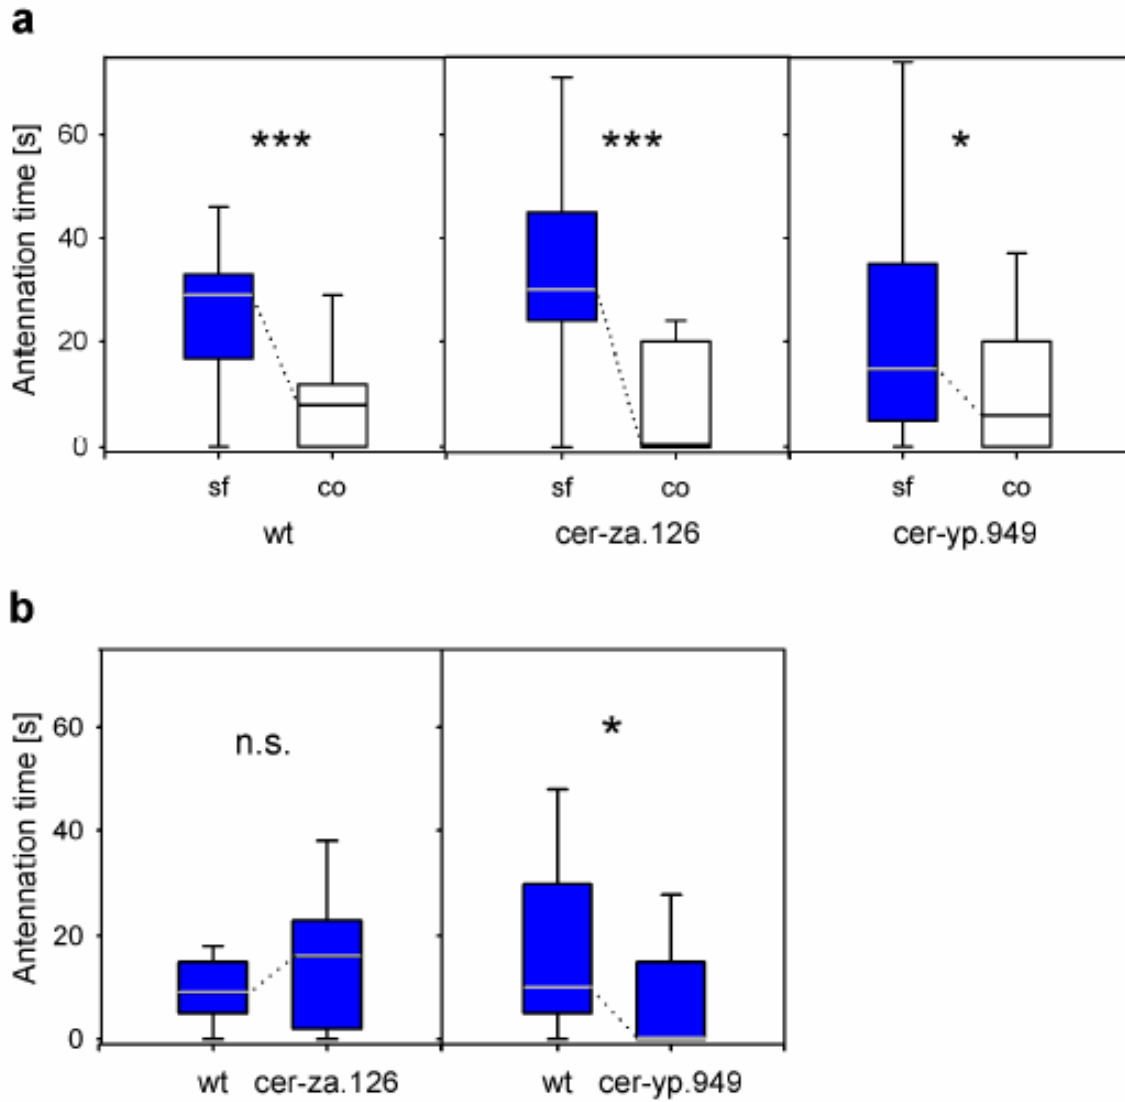 a
Antennation time [s]
60
40
20
0
***
***
*
sf co sf co sf co
wt cer-za.126 cer-yp.949
b
Antennation time [s]
60
40
20
0
n.s.
*
wt cer-za.126 wt cer-yp.949